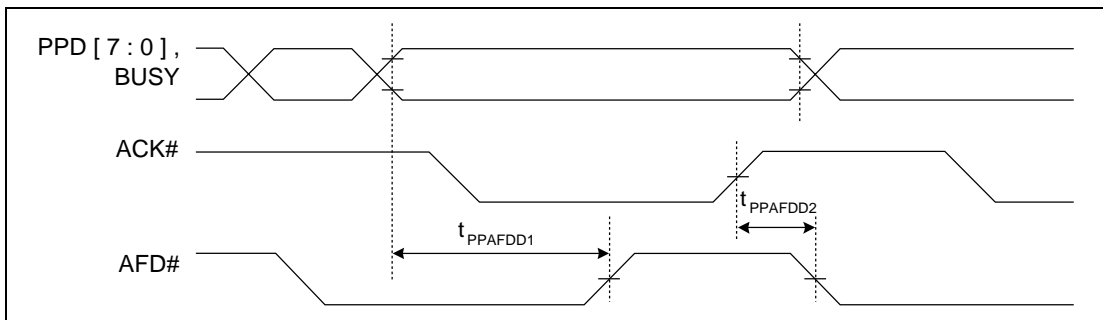 PPD [ 7 : 0 ] ,
BUSY
ACK#
t PPAFDD2
t PPAFDD1
AFD#